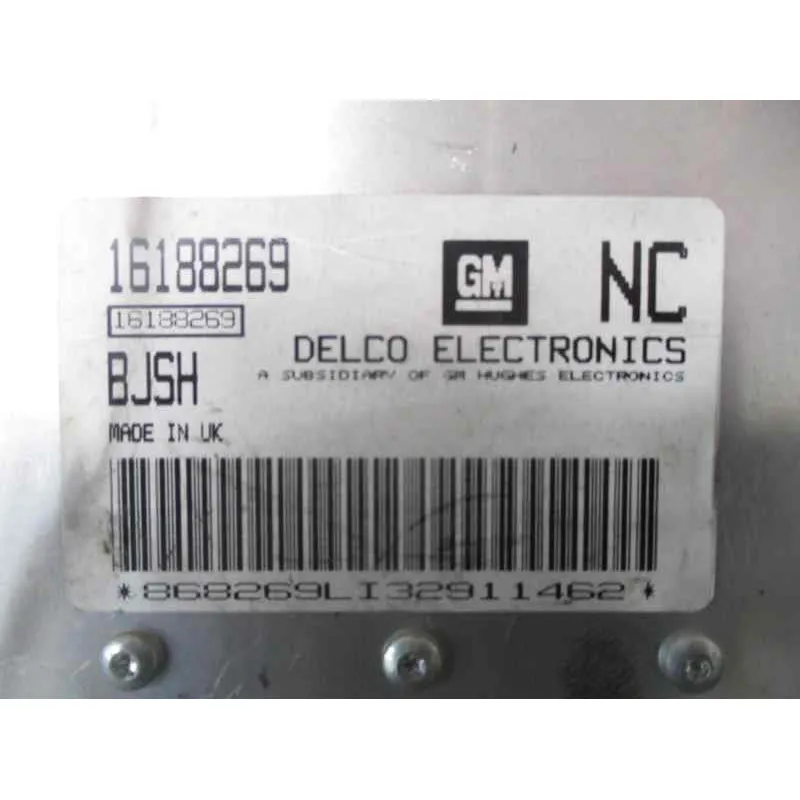 16188269
GM
NC
16188269
DELCO ELECTRONICS
BJSH
A SUBSIDIARY OF GM HUGHES ELECTRONICS
MADE IN UK
*868269LI32911462*